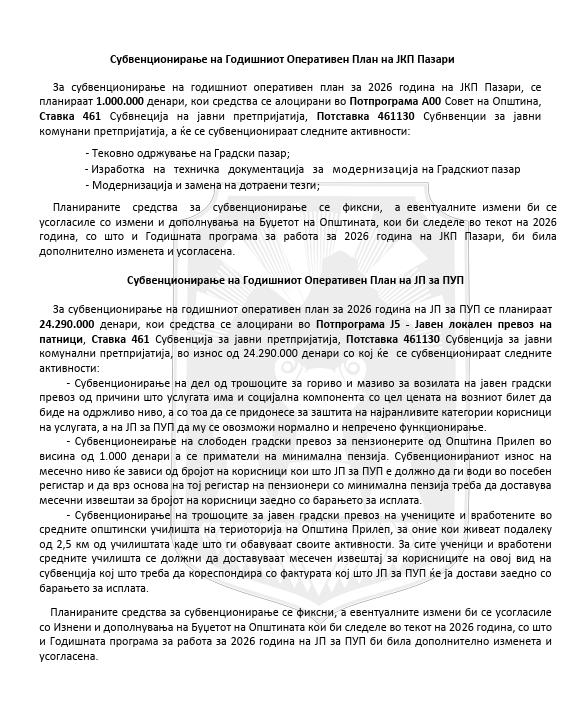 Субвенционирање на Годишниот Оперативен План на ЈКП Пазари
За субвенционирање на годишниот оперативен план за 2026 година на ЈКП Пазари, се
планираат 1.000.000 денари, кои средства се алоцирани во Потпрограма А00 Совет на Општина,
Ставка 461 Субвнеција на јавни претпријатија, Потставка 461130 Субнвенции за јавни
комунани претпријатија, а ќе се субвенционираат следните активности:
- Тековно одржување на Градски пазар;
- Изработка на техничка документација за модернизација на Градскиот пазар
- Модернизација и замена на дотраени тезги;
Планираните средства за субвенционирање се фиксни, а евентуалните измени би се
усогласиле со измени и дополнувања на Буџетот на Општината, кои би следеле во текот на 2026
година, со што и Годишната програма за работа за 2026 година на ЈКП Пазари, би била
дополнително изменета и усогласена.
Субвенционирање на Годишниот Оперативен План на ЈП за ПУП
За субвенционирање на годишниот оперативен план за 2026 година на ЈП за ПУП се планираат
24.290.000 денари, кои средства се алоцирани во Потпрограма Ј5 - Јавен локален превоз на
патници, Ставка 461 Субвенција за јавни претпријатија, Потставка 461130 Субвенција за јавни
комунални претпријатија, во износ од 24.290.000 денари со кој ќе се субвенционираат следните
активности:
- Субвенционирање на дел од трошоците за гориво и мазиво за возилата на јавен градски
превоз од причини што услугата има и социјална компонента со цел цената на возниот билет да
биде на одржливо ниво, а со тоа да се придонесе за заштита на најранливите категории корисници
на услугата, а на ЈП за ПУП да му се овозможи нормално и непречено функционирање.
- Субвенционеирање на слободен градски превоз за пензионерите од Општина Прилеп во
висина од 1.000 денари а се приматели на минимална пензија. Субвенционираниот износ на
месечно ниво ќе зависи од бројот на корисници кои што ЈП за ПУП е должно да ги води во посебен
регистар и да врз основа на тој регистар на пензионери со минимална пензија треба да доставува
месечни извештаи за бројот на корисници заедно со барањето за исплата.
- Субвенционирање на трошоците за јавен градски превоз на учениците и вработените во
средните општински училишта на териоторија на Општина Прилеп, за оние кои живеат подалеку
од 2,5 км од училиштата каде што ги обавуваат своите активности. За сите ученици и вработени
средните училишта се должни да доставуваат месечен извештај за корисниците на овој вид на
субвенција кој што треба да кореспондира со фактурата кој што ЈП за ПУП ќе ја достави заедно со
барањето за исплата.
Планираните средства за субвенционирање се фиксни, а евентуалните измени би се усогласиле
со Изнени и дополнувања на Буџетот на Општината кои би следеле во текот на 2026 година, со што
и Годишната програма за работа за 2026 година на ЈП за ПУП би била дополнително изменета и
усогласена.